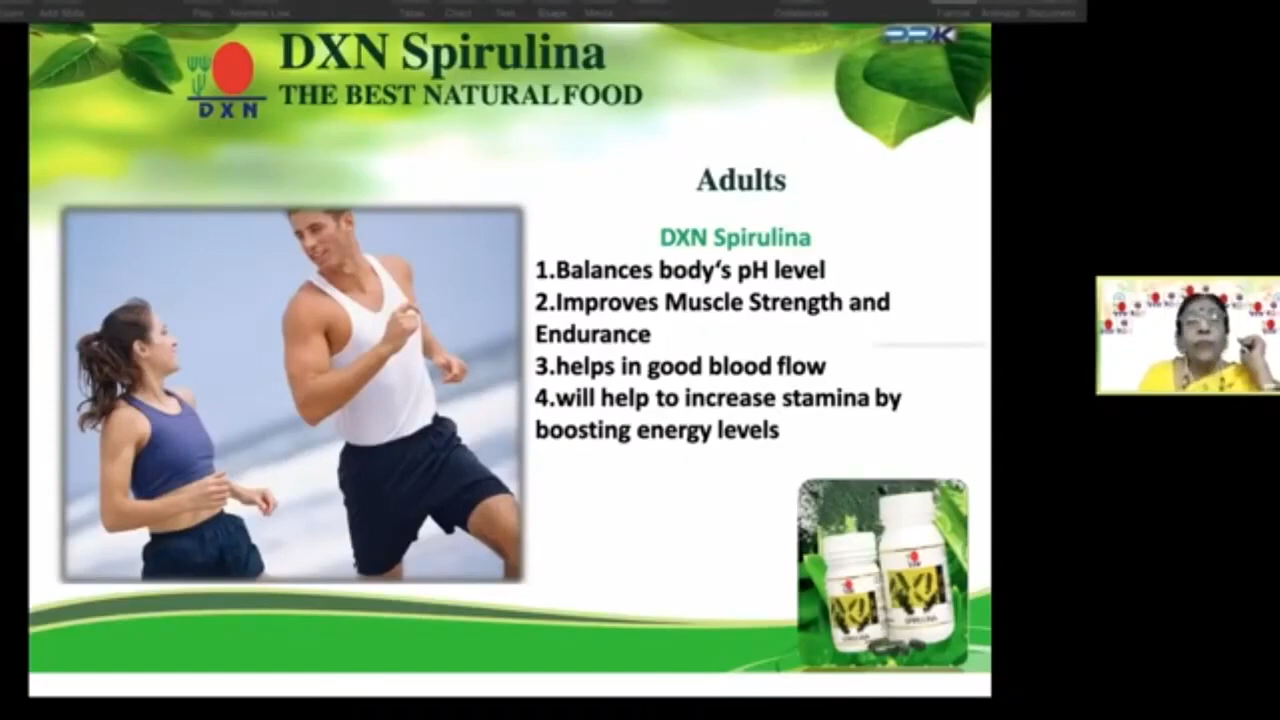 DXN Spirulina
THE BEST NATURAL FOOD
DXN
Adults
DXN Spirulina
1.Balances body‘s pH level
2.Improves Muscle Strength and
Endurance
3.helps in good blood flow
4.will help to increase stamina by
boosting energy levels
SPIRULINA